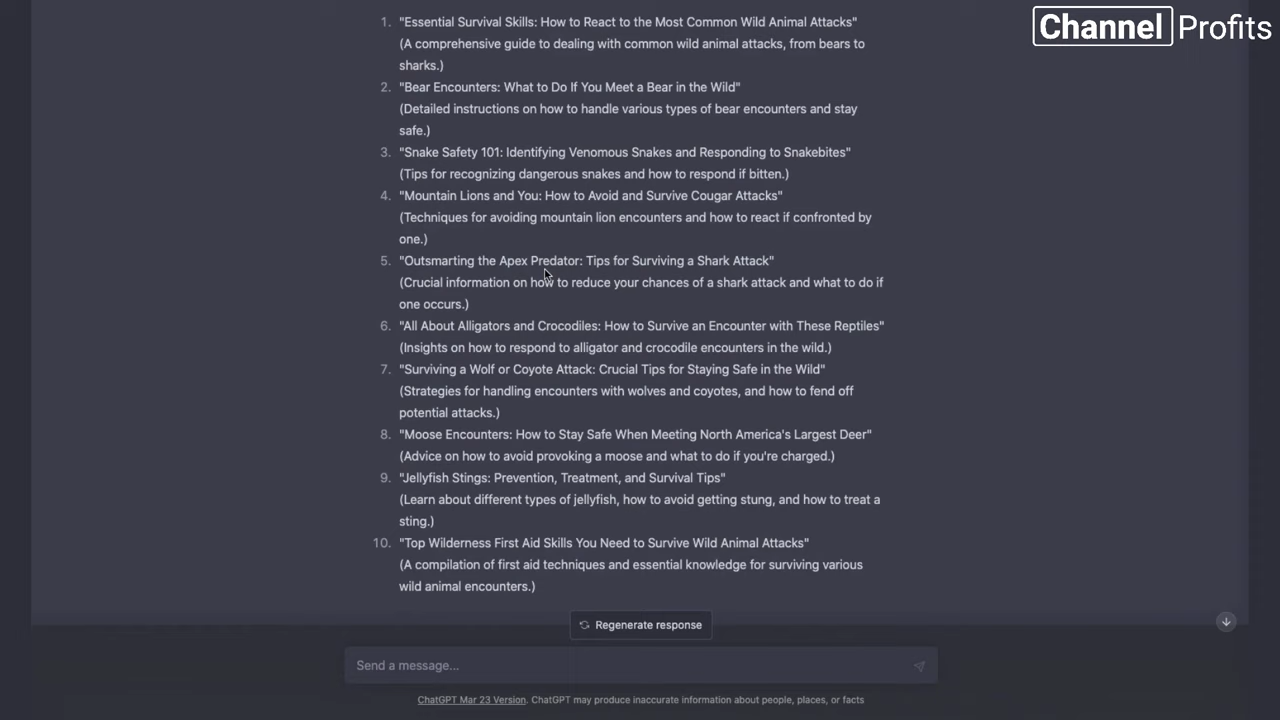 Channel Profits
1. "Essential Survival Skills: How to React to the Most Common Wild Animal Attacks"
(A comprehensive guide to dealing with common wild animal attacks, from bears to
sharks.)
2. "Bear Encounters: What to Do If You Meet a Bear in the Wild"
(Detailed instructions on how to handle various types of bear encounters and stay
safe.)
3. "Snake Safety 101: Identifying Venomous Snakes and Responding to Snakebites"
(Tips for recognizing dangerous snakes and how to respond if bitten.)
4. "Mountain Lions and You: How to Avoid and Survive Cougar Attacks"
(Techniques for avoiding mountain lion encounters and how to react if confronted by
one.)
5. "Outsmarting the Apex Predator: Tips for Surviving a Shark Attack"
(Crucial information on how to reduce your chances of a shark attack and what to do if
one occurs.)
6. "All About Alligators and Crocodiles: How to Survive an Encounter with These Reptiles"
(Insights on how to respond to alligator and crocodile encounters in the wild.)
7. "Surviving a Wolf or Coyote Attack: Crucial Tips for Staying Safe in the Wild"
(Strategies for handling encounters with wolves and coyotes, and how to fend off
potential attacks.)
8. "Moose Encounters: How to Stay Safe When Meeting North America's Largest Deer"
(Advice on how to avoid provoking a moose and what to do if you're charged.)
9. "Jellyfish Stings: Prevention, Treatment, and Survival Tips"
(Learn about different types of jellyfish, how to avoid getting stung, and how to treat a
sting.)
10. "Top Wilderness First Aid Skills You Need to Survive Wild Animal Attacks"
(A compilation of first aid techniques and essential knowledge for surviving various
wild animal encounters.)
Regenerate response
Send a message...
ChatGPT Mar 23 Version. ChatGPT may produce inaccurate information about people, places, or facts